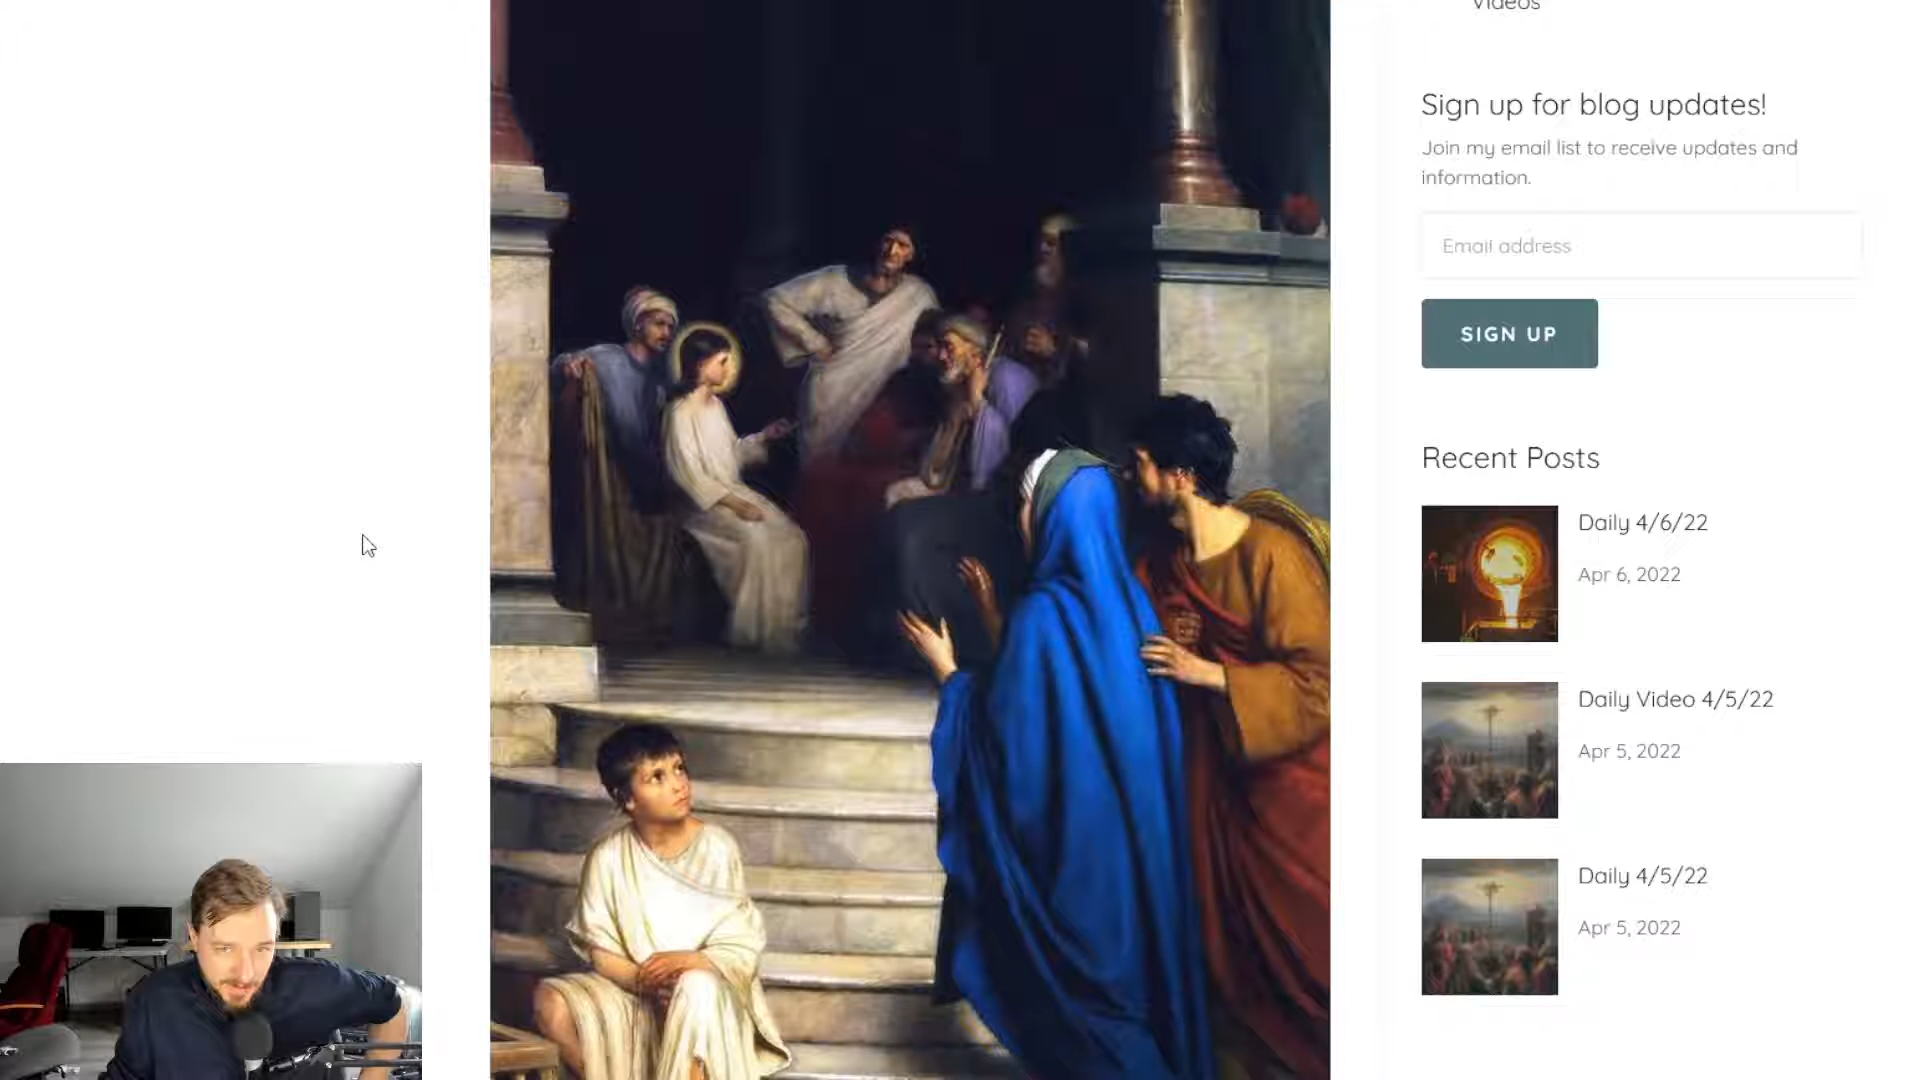 Videos
Sign up for blog updates!
Join my email list to receive updates and
information.
Email address
SIGN UP
Recent Posts
Daily 4/6/22
Apr 6, 2022
Daily Video 4/5/22
Apr 5, 2022
Daily 4/5/22
Apr 5, 2022